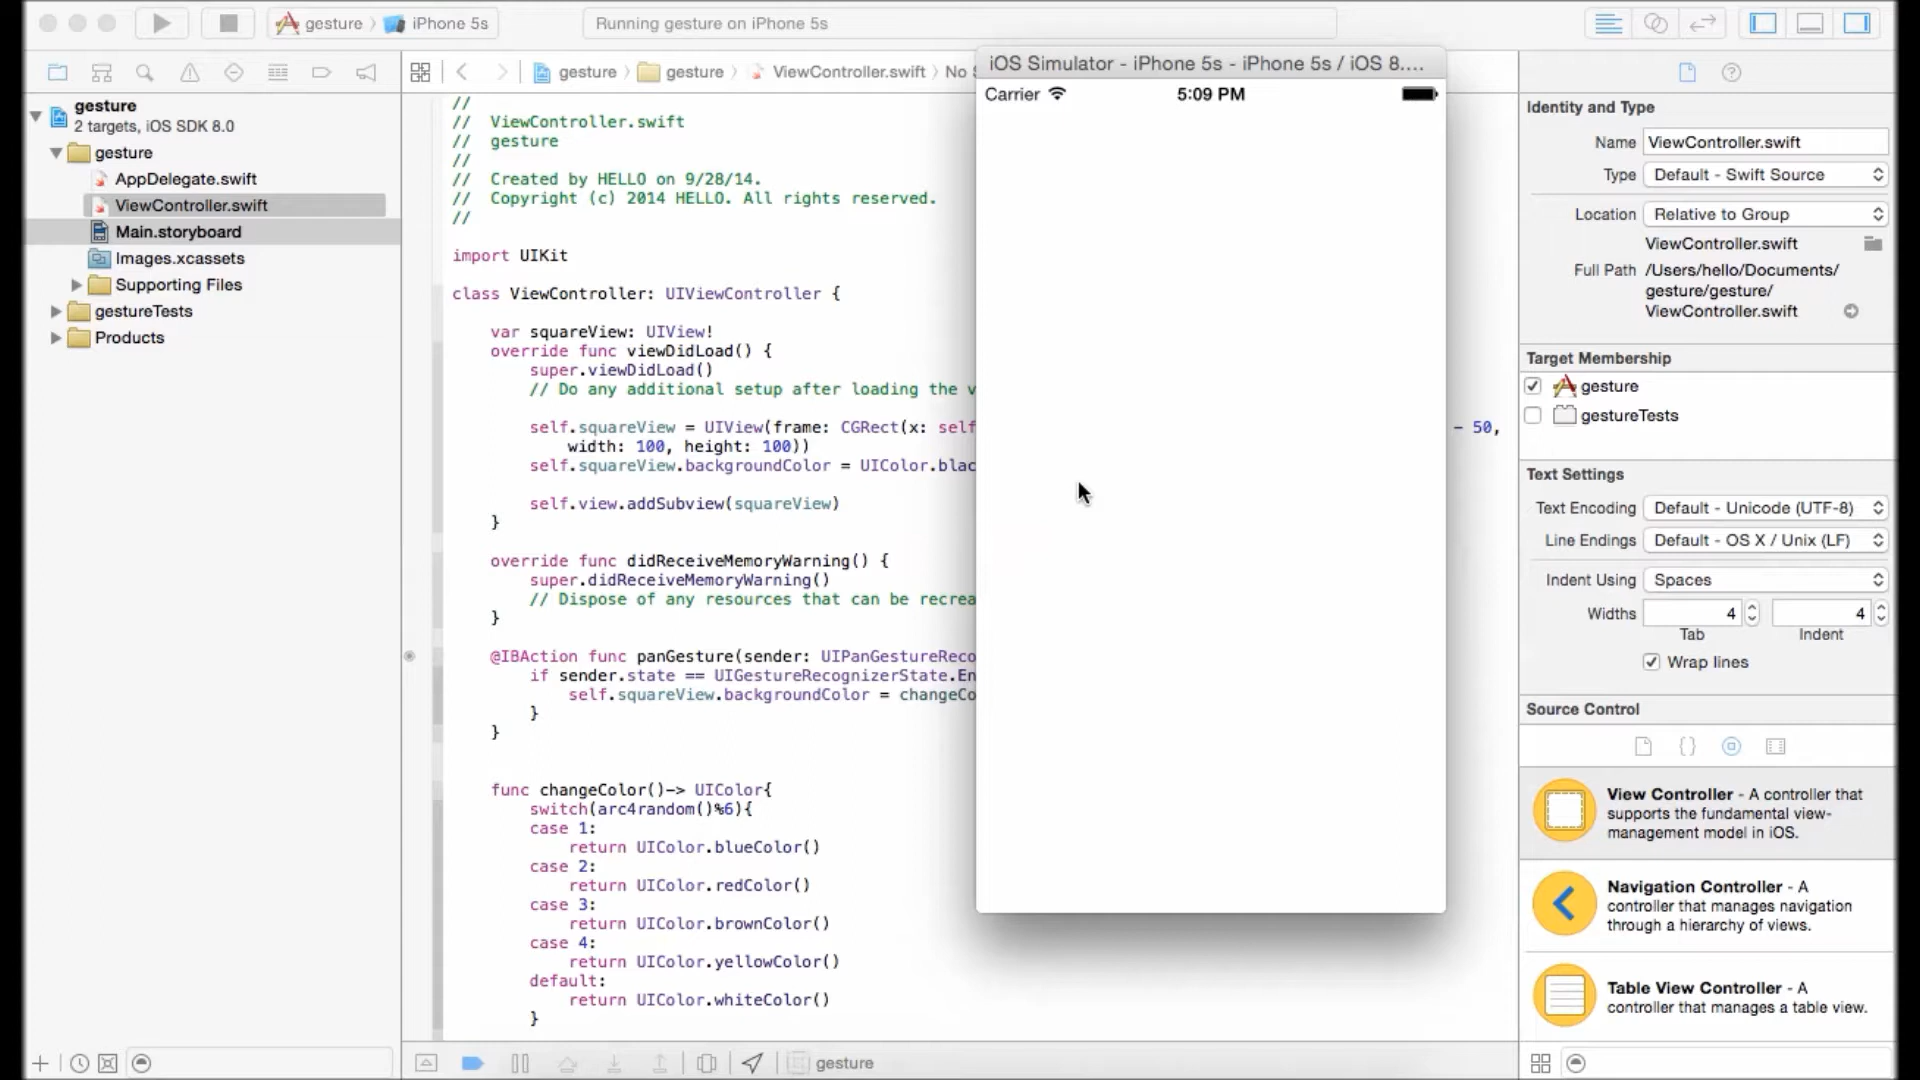 gesture
iPhone 5s
Running gesture on iPhone 5s
gesture
gesture
ViewController.swift
No
gesture
2 targets, iOS SDK 8.0
gesture
AppDelegate.swift
ViewController.swift
Main.storyboard
Images.xcassets
Supporting Files
gestureTests
Products
//
//  ViewController.swift
//  gesture
//
//  Created by HELLO on 9/28/14.
//  Copyright (c) 2014 HELLO. All rights reserved.
//
import UIKit
class ViewController: UIViewController {
var squareView: UIView!
override func viewDidLoad() {
super.viewDidLoad()
// Do any additional setup after loading the
self.squareView = UIView(frame: CGRect(x: self
- 50,
width: 100, height: 100))
self.squareView.backgroundColor = UIColor.blac
self.view.addSubview(squareView)
}
override func didReceiveMemoryWarning() {
super.didReceiveMemoryWarning()
// Dispose of any resources that can be recrea
}
@IBAction func panGesture(sender: UIPanGestureReco
if sender.state == UIGestureRecognizerState.En
self.squareView.backgroundColor = changeCo
}
}
func changeColor()-> UIColor{
switch(arc4random()%6){
case 1:
return UIColor.blueColor()
case 2:
return UIColor.redColor()
case 3:
return UIColor.brownColor()
case 4:
return UIColor.yellowColor()
default:
return UIColor.whiteColor()
}
gesture
iOS Simulator - iPhone 5s - iPhone 5s / iOS 8....
Carrier
5:09 PM
Identity and Type
Name ViewController.swift
Type Default - Swift Source
Location Relative to Group
ViewController.swift
Full Path /Users/hello/Documents/
gesture/gesture/
ViewController.swift
Target Membership
gesture
gestureTests
Text Settings
Text Encoding Default - Unicode (UTF-8)
Line Endings Default - OS X / Unix (LF)
Indent Using Spaces
Widths 4 4
Tab Indent
Wrap lines
Source Control
{}
View Controller - A controller that
supports the fundamental view-
management model in iOS.
Navigation Controller - A
controller that manages navigation
through a hierarchy of views.
Table View Controller - A
controller that manages a table view.